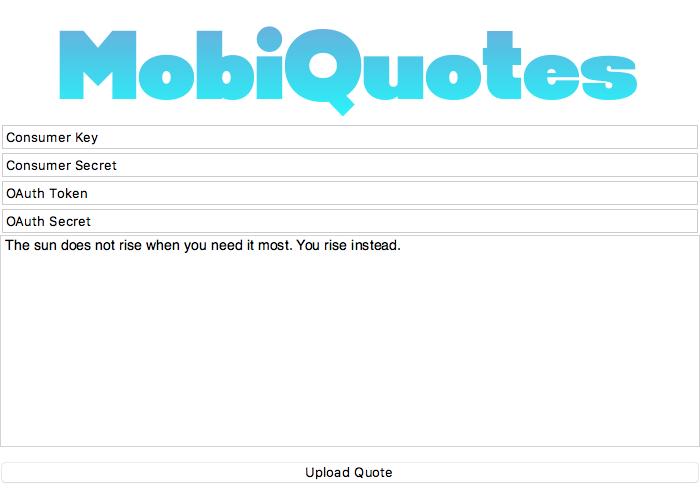 MobiQuotes
Consumer Key
Consumer Secret
OAuth Token
OAuth Secret
The sun does not rise when you need it most. You rise instead.
Upload Quote